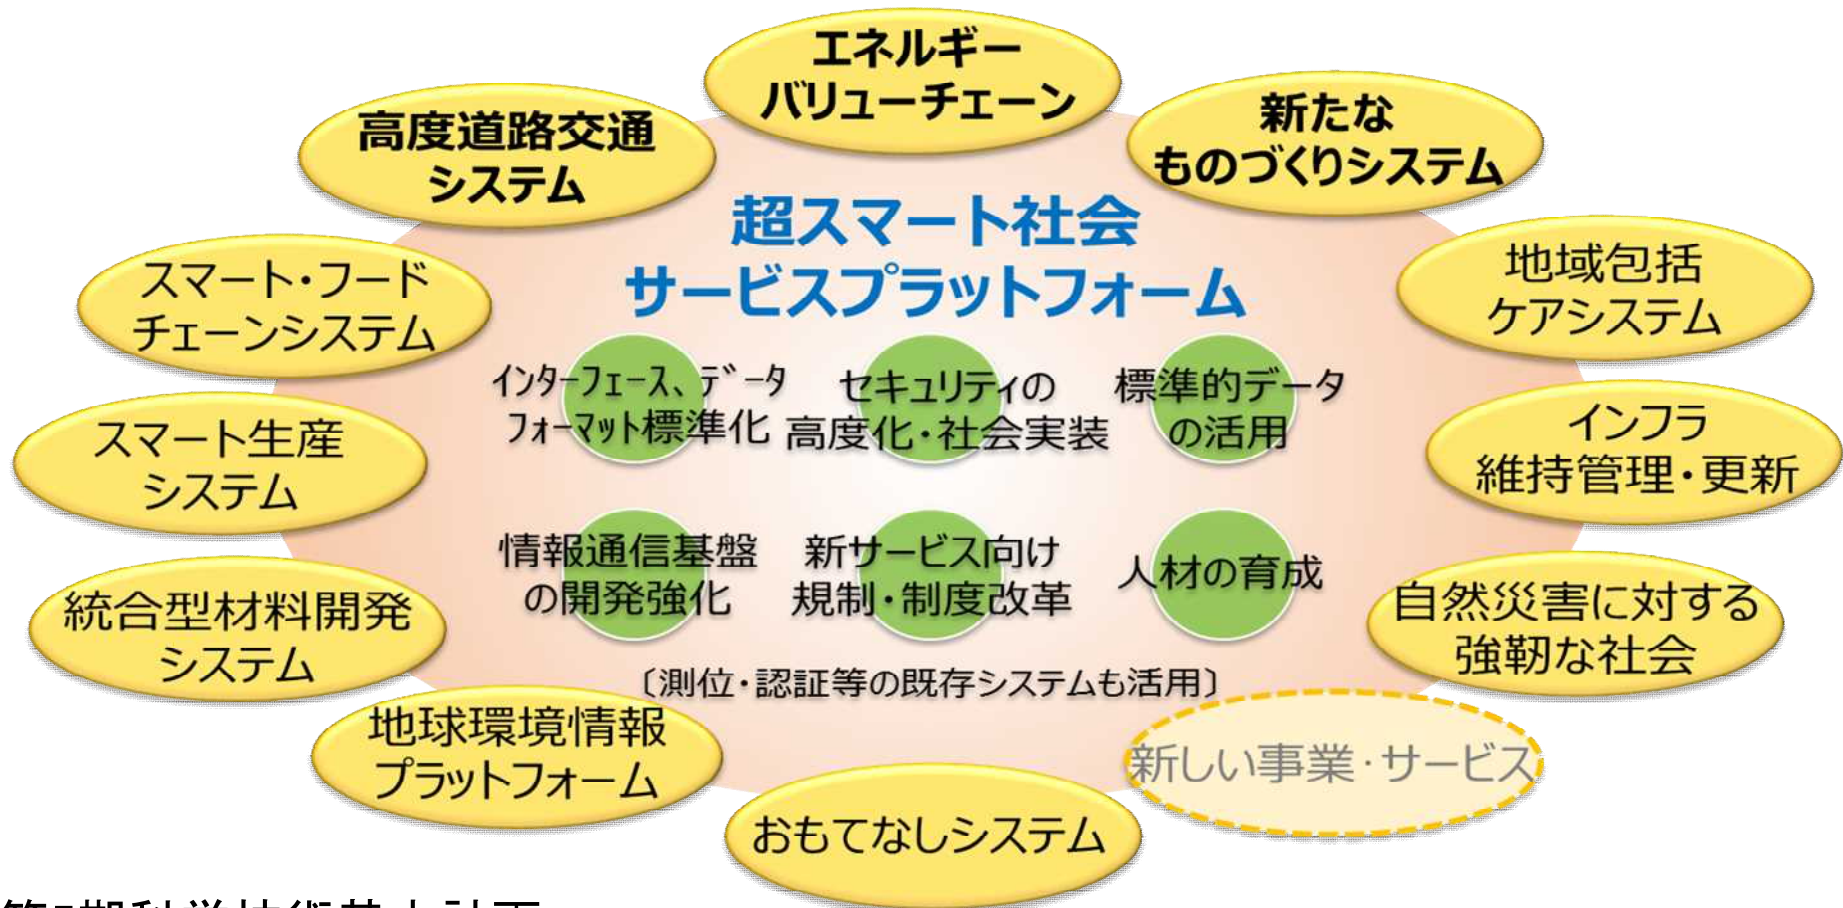 エネルギー
バリューチェーン
高度道路交通
システム
新たな
ものづくりシステム
超スマート社会
サービスプラットフォーム
スマート・フード
チェーンシステム
地域包括
ケアシステム
インターフェース、データ
フォーマット標準化
セキュリティの
高度化・社会実装
標準的データ
の活用
スマート生産
システム
インフラ
維持管理・更新
情報通信基盤
の開発強化
新サービス向け
規制・制度改革
人材の育成
統合型材料開発
システム
自然災害に対する
強靭な社会
〔測位・認証等の既存システムも活用〕
地球環境情報
プラットフォーム
新しい事業・サービス
おもてなしシステム